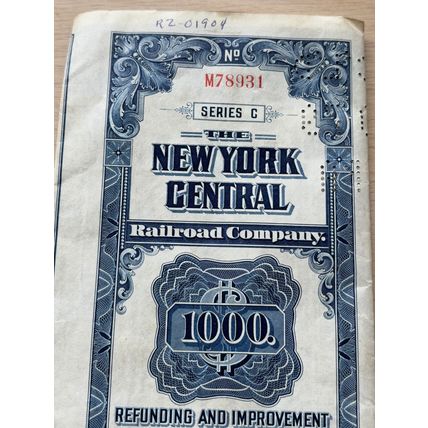 RZ-01904
No
M78931
SERIES C
THE
NEW YORK
CENTRAL
Railroad Company.
1000.
REFUNDING AND IMPROVEMENT